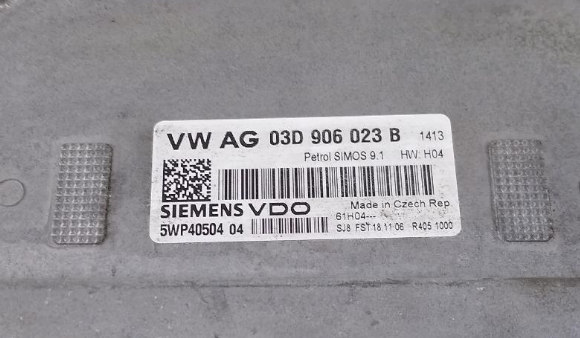 VW AG 03D 906 023 B 1413
Petrol SIMOS 9.1 HW: H04
SIEMENS VDO Made in Czech Rep.
61H04---
5WP40504 04 SJ8 FST 18 11 06 R405 1000